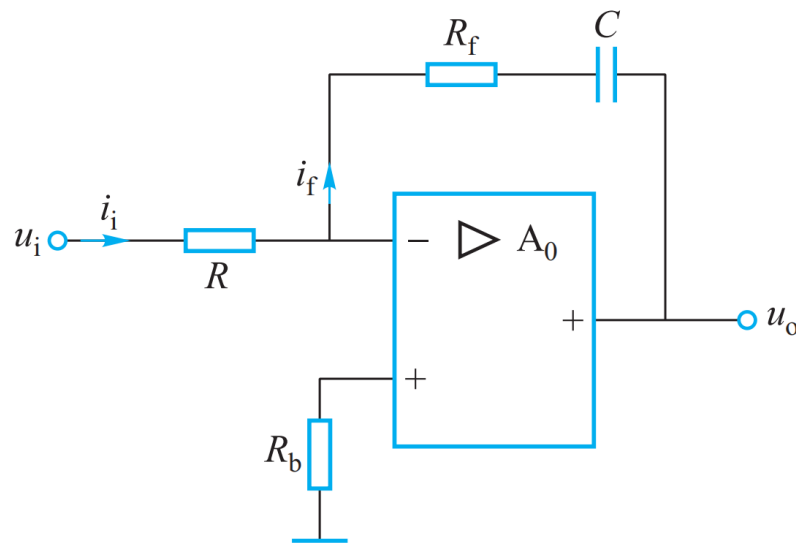 C
R_f
i_f
u_i
i_i
R
− ▷ A_0
+
u_o
+
R_b